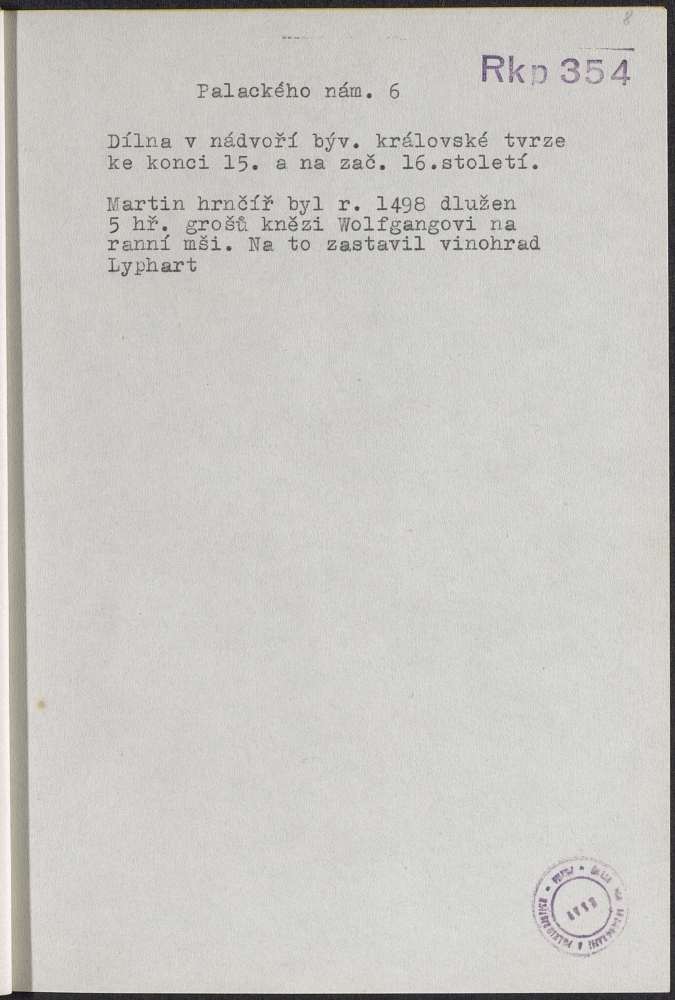 8
Rkp 354
Palackého nám. 6
Dílna v nádvoří býv. královské tvrze
ke konci 15. a na zač. 16.století.
Martin hrnčíř byl r. 1498 dlužen
5 hř. grošů knězi Wolfgangovi na
ranní mši. Na to zastavil vinohrad
Lyphart